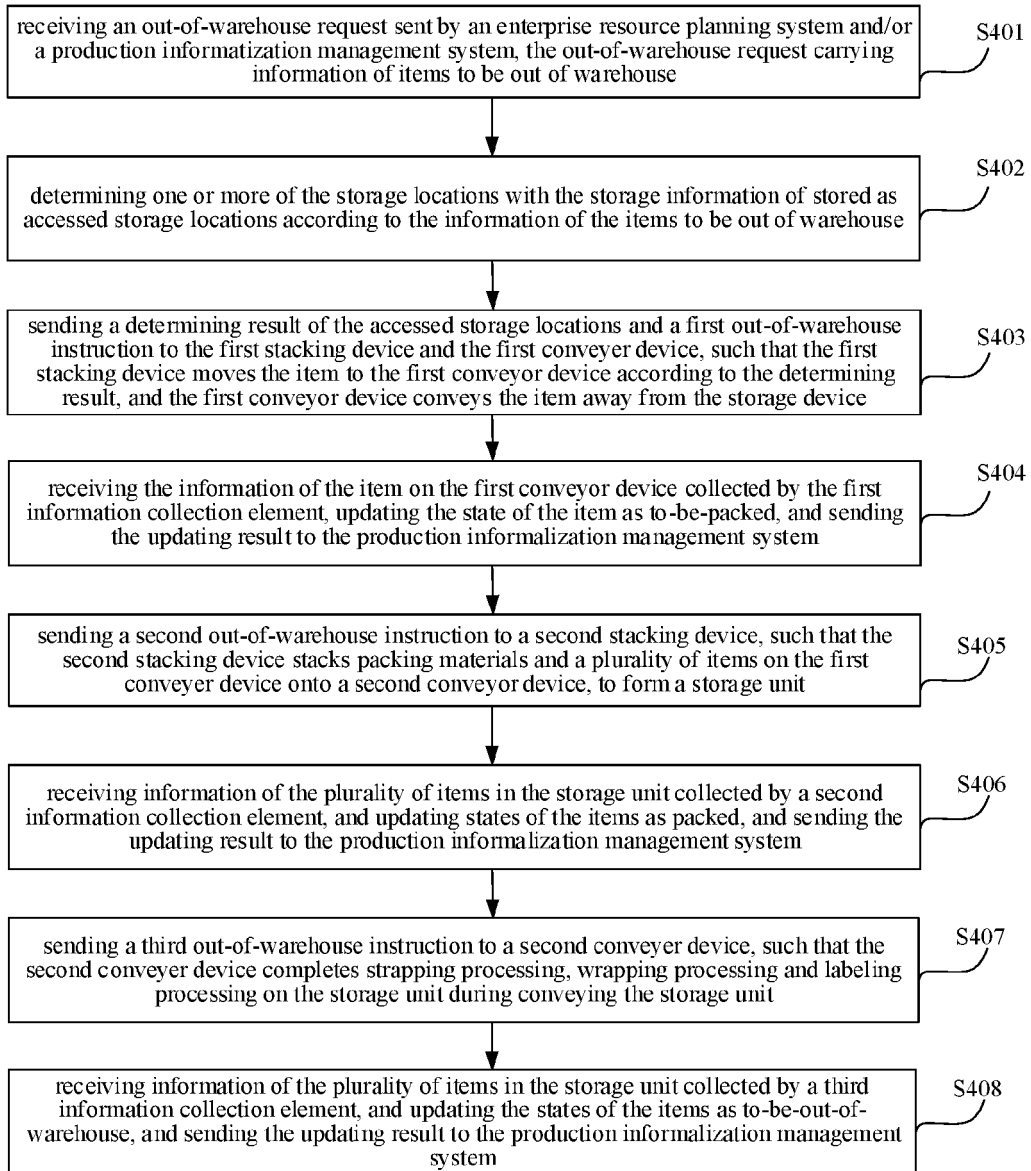 receiving an out-of-warehouse request sent by an enterprise resource planning system and/or
a production informatization management system, the out-of-warehouse request carrying
information of items to be out of warehouse
S401
determining one or more of the storage locations with the storage information of stored as
accessed storage locations according to the information of the items to be out of warehouse
S402
sending a determining result of the accessed storage locations and a first out-of-warehouse
instruction to the first stacking device and the first conveyer device, such that the first
stacking device moves the item to the first conveyor device according to the determining
result, and the first conveyor device conveys the item away from the storage device
S403
receiving the information of the item on the first conveyor device collected by the first
information collection element, updating the state of the item as to-be-packed, and sending
the updating result to the production informalization management system
S404
sending a second out-of-warehouse instruction to a second stacking device, such that the
second stacking device stacks packing materials and a plurality of items on the first
conveyer device onto a second conveyor device, to form a storage unit
S405
receiving information of the plurality of items in the storage unit collected by a second
information collection element, and updating states of the items as packed, and sending the
updating result to the production informalization management system
S406
sending a third out-of-warehouse instruction to a second conveyer device, such that the
second conveyer device completes strapping processing, wrapping processing and labeling
processing on the storage unit during conveying the storage unit
S407
receiving information of the plurality of items in the storage unit collected by a third
information collection element, and updating the states of the items as to-be-out-of-
warehouse, and sending the updating result to the production informalization management
system
S408